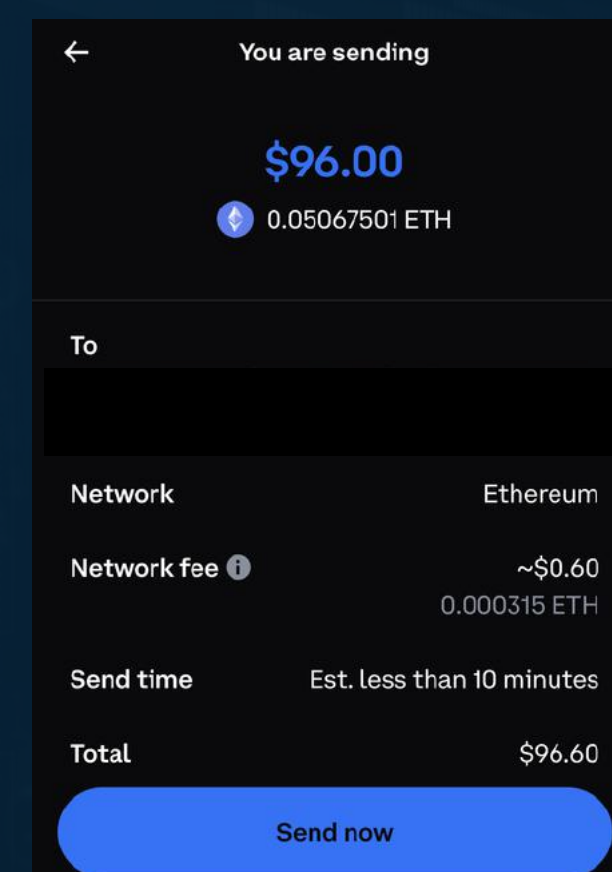 You are sending
$96.00
0.05067501 ETH
To
Network Ethereum
Network fee ~$0.60
0.000315 ETH
Send time Est. less than 10 minutes
Total $96.60
Send now